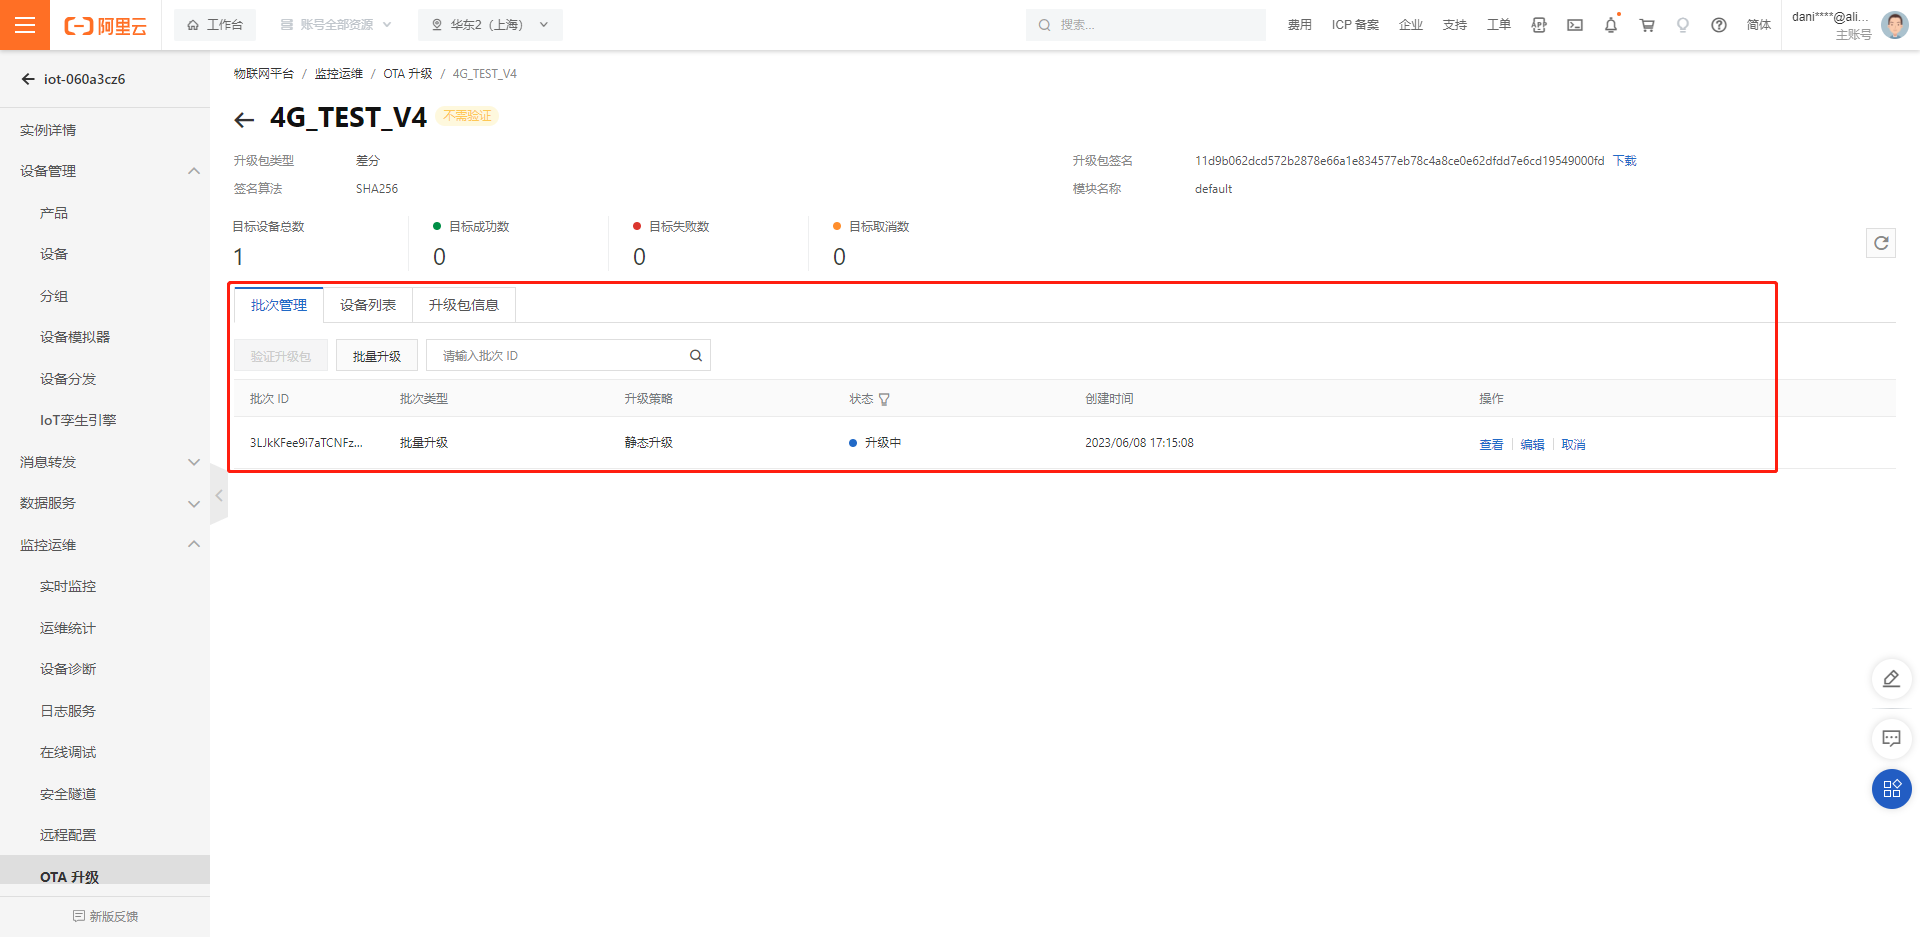 阿里云
工作台
账号全部资源
华东2（上海）
搜索...
费用
ICP 备案
企业
支持
工单
简体
dani****@ali...
主账号
iot-060a3cz6
实例详情
设备管理
产品
设备
分组
设备模拟器
设备分发
IoT孪生引擎
消息转发
数据服务
监控运维
实时监控
运维统计
设备诊断
日志服务
在线调试
安全隧道
远程配置
OTA 升级
新版反馈
物联网平台 / 监控运维 / OTA 升级 / 4G_TEST_V4
4G_TEST_V4 不需验证
升级包类型 差分
升级包签名 11d9b062dcd572b2878e66a1e834577eb78c4a8ce0e62dfdd7e6cd19549000fd 下载
签名算法 SHA256
模块名称 default
目标设备总数 目标成功数 目标失败数 目标取消数
1 0 0 0
批次管理 设备列表 升级包信息
验证升级包 批量升级 请输入批次 ID
批次 ID 批次类型 升级策略 状态 创建时间 操作
3LJkKFee9i7aTCNFz... 批量升级 静态升级 升级中 2023/06/08 17:15:08 查看 编辑 取消